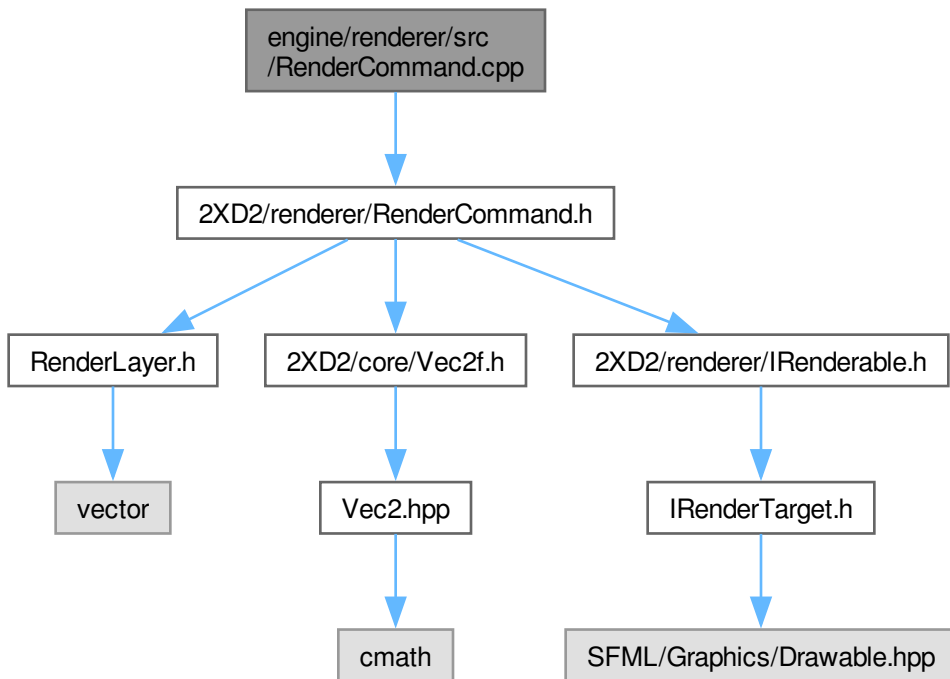 engine/renderer/src
/RenderCommand.cpp
2XD2/renderer/RenderCommand.h
RenderLayer.h
2XD2/core/Vec2f.h
2XD2/renderer/IRenderable.h
vector
Vec2.hpp
IRenderTarget.h
cmath
SFML/Graphics/Drawable.hpp